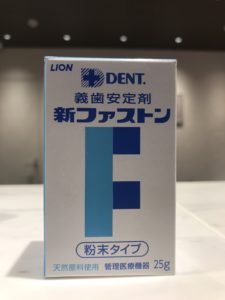 LION
DENT.
義歯安定剤
新ファストン
F
粉末タイプ
天然原料使用 管理医療機器 25g